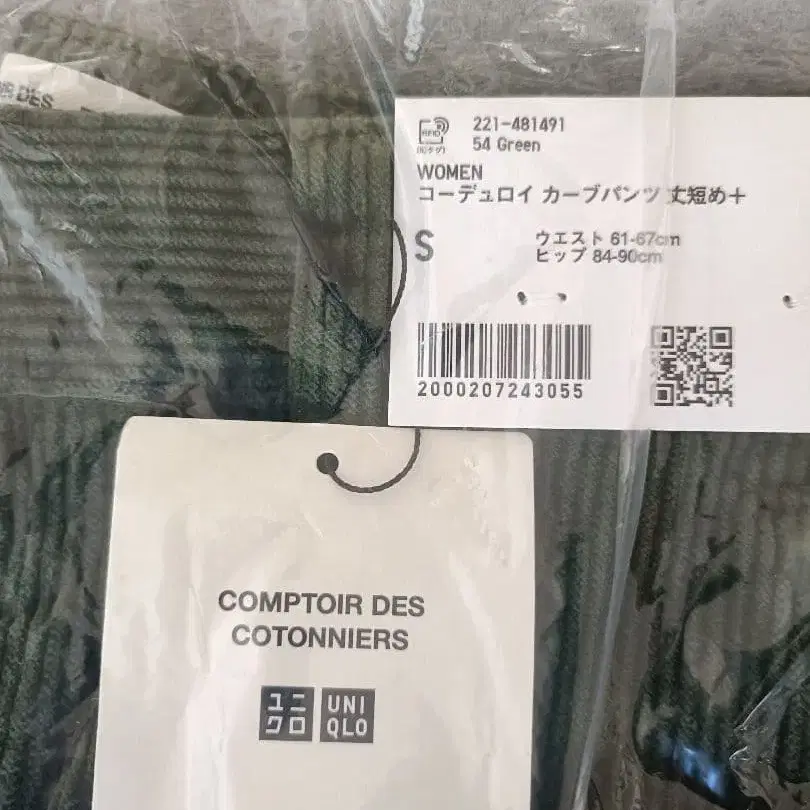 DES
RFID
221-481491
54 Green
WOMEN
コーデュロイ カーブパンツ 丈短め+
S
ウエスト 61-67cm
ヒップ 84-90cm
2000207243055
COMPTOIR DES
COTONNIERS
ユニクロ
UNIQLO